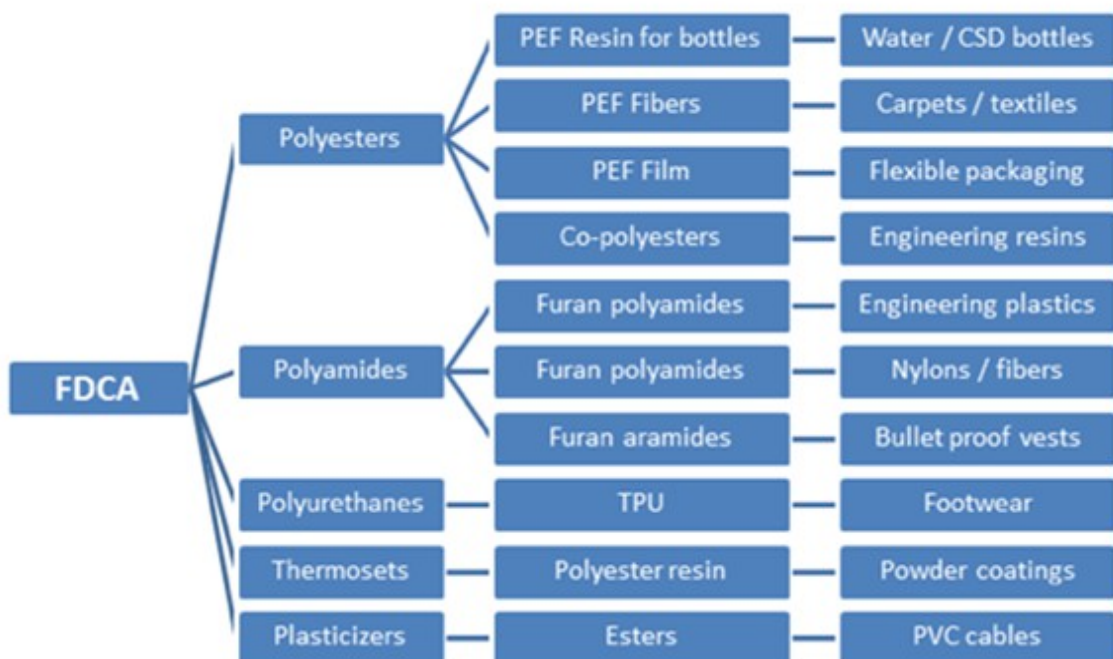 PEF Resin for bottles
Water / CSD bottles
PEF Fibers
Carpets / textiles
Polyesters
PEF Film
Flexible packaging
Co-polyesters
Engineering resins
Furan polyamides
Engineering plastics
FDCA
Polyamides
Furan polyamides
Nylons / fibers
Furan aramides
Bullet proof vests
Polyurethanes
TPU
Footwear
Thermosets
Polyester resin
Powder coatings
Plasticizers
Esters
PVC cables